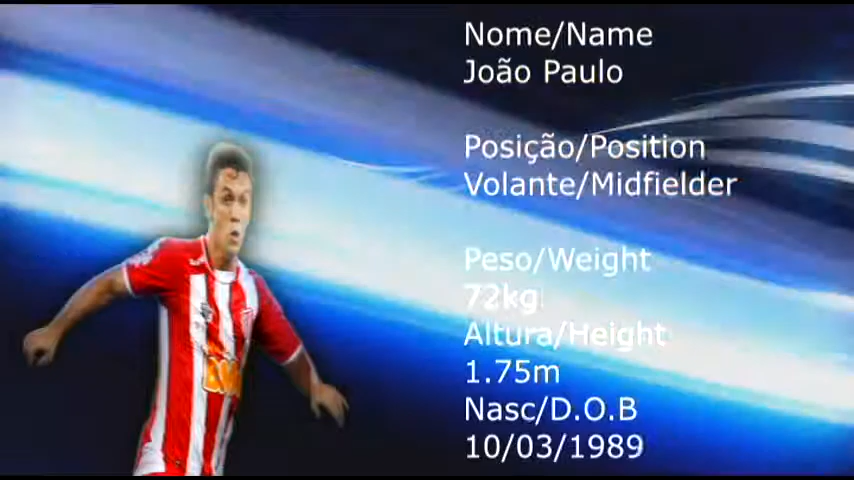 Nome/Name
João Paulo
Posição/Position
Volante/Midfielder
Peso/Weight
72kg
Altura/Height
1.75m
Nasc/D.O.B
10/03/1989